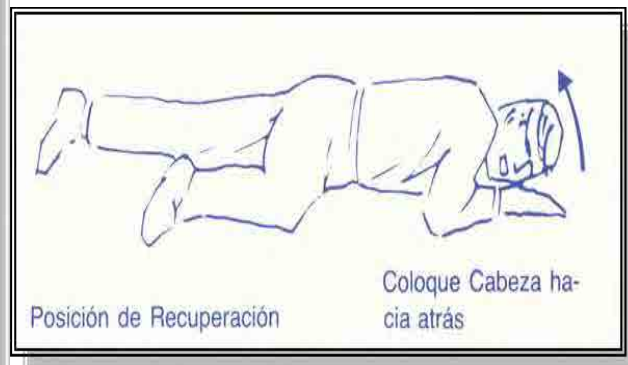 Posición de Recuperación
Coloque Cabeza ha-
cia atrás